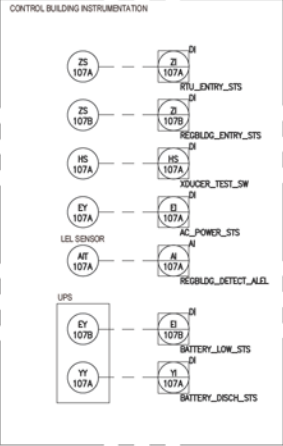 CONTROL BUILDING INSTRUMENTATION
DI
ZS 107A
ZI 107A
RTU_ENTRY_STS
DI
ZS 107B
ZI 107B
REGBLDG_ENTRY_STS
DI
HS 107A
HS 107A
XDUCER_TEST_SW
DI
EY 107A
EI 107A
AC_POWER_STS
LEL SENSOR
AI
AIT 107A
AI 107A
REGBLDG_DETECT_ALEL
UPS
DI
EY 107B
EI 107B
BATTERY_LOW_STS
DI
YY 107A
YI 107A
BATTERY_DISCH_STS